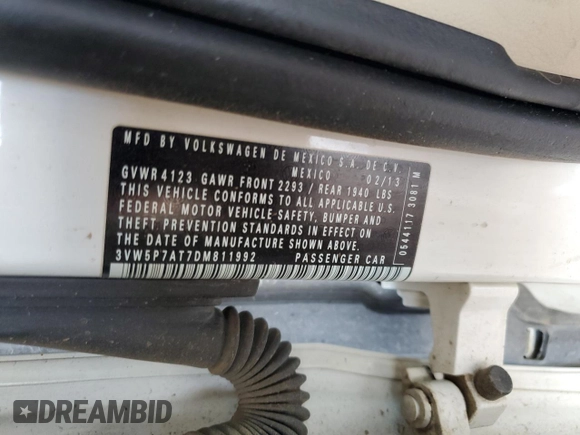 MFD BY VOLKSWAGEN DE MEXICO S.A. DE C.V.
MEXICO 02/13
GVWR 4123 GAWR FRONT 2293 / REAR 1940 LBS
THIS VEHICLE CONFORMS TO ALL APPLICABLE U.S.
FEDERAL MOTOR VEHICLE SAFETY, BUMPER AND
THEFT PREVENTION STANDARDS IN EFFECT ON
THE DATE OF MANUFACTURE SHOWN ABOVE.
3VW5P7AT7DM811992 PASSENGER CAR
0544117 3081 M
DREAMBID